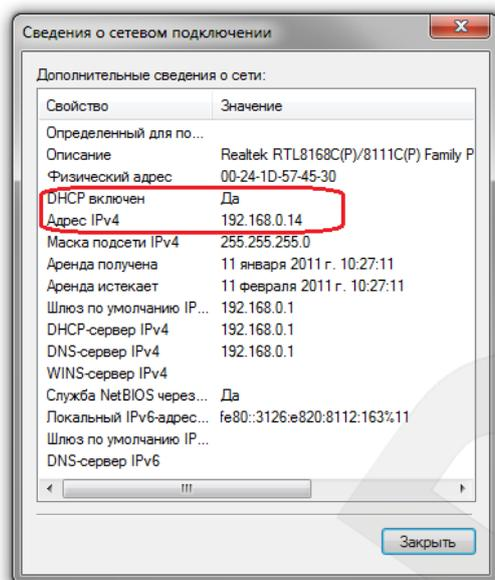 Сведения о сетевом подключении
Дополнительные сведения о сети:
Свойство Значение
Определенный для по...
Описание Realtek RTL8168C(P)/8111C(P) Family P
Физический адрес 00-24-1D-57-45-30
DHCP включен Да
Адрес IPv4 192.168.0.14
Маска подсети IPv4 255.255.255.0
Аренда получена 11 января 2011 г. 10:27:11
Аренда истекает 11 февраля 2011 г. 10:27:11
Шлюз по умолчанию IP... 192.168.0.1
DHCP-сервер IPv4 192.168.0.1
DNS-сервер IPv4 192.168.0.1
WINS-сервер IPv4
Служба NetBIOS через... Да
Локальный IPv6-адрес... fe80::3126:e820:8112:163%11
Шлюз по умолчанию IP...
DNS-сервер IPv6
Закрыть